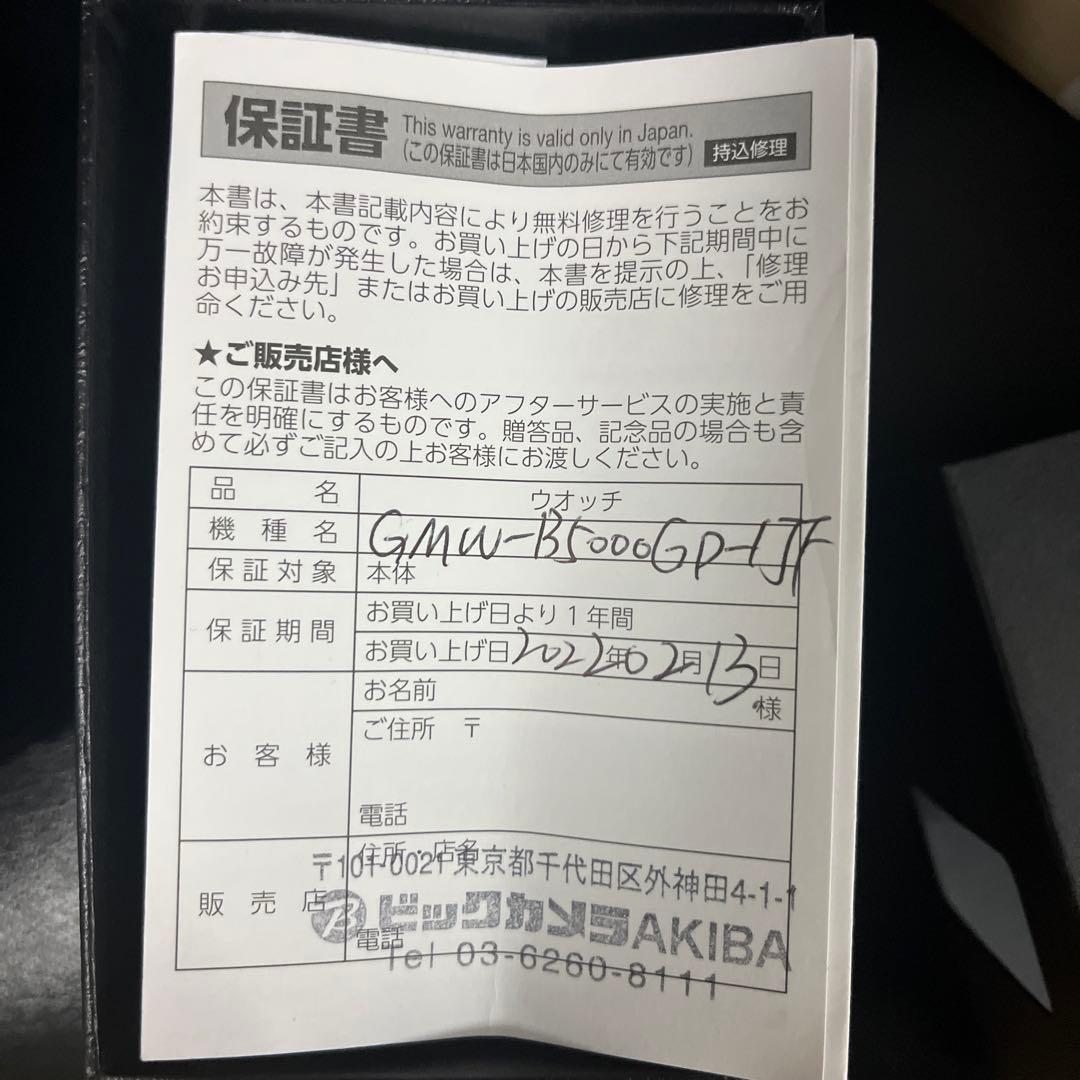 保証書
This warranty is valid only in Japan.
(この保証書は日本国内のみにて有効です)
持込修理
本書は、本書記載内容により無料修理を行うことをお
約束するものです。お買い上げの日から下記期間中に
万一故障が発生した場合は、本書を提示の上、「修理
お申込み先」またはお買い上げの販売店に修理をご用
命ください。
★ご販売店様へ
この保証書はお客様へのアフターサービスの実施と責
任を明確にするものです。贈答品、記念品の場合も含
めて必ずご記入の上お客様にお渡しください。
品名 ウオッチ
機種名 GMW-B5000GD-1JF
保証対象 本体
保証期間 お買い上げ日より1年間
お買い上げ日2022年02月13日
お客様 お名前 様
ご住所 〒
電話
販売店 住所・店名
〒101-0021東京都千代田区外神田4-1-1
B ビックカメラAKIBA
電話
Tel 03-6260-8111